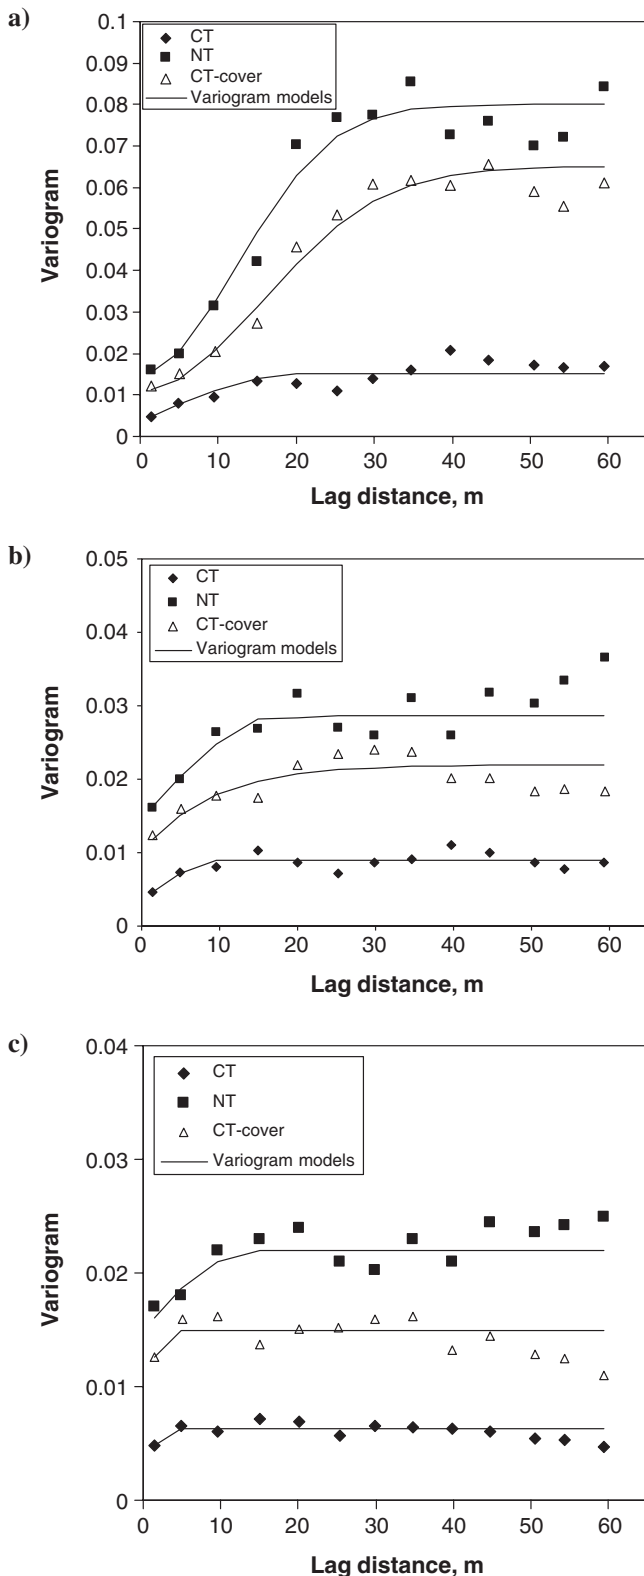 a)
0.1
0.09
0.08
0.07
0.06
0.05
0.04
0.03
0.02
0.01
0
Variogram
CT
NT
CT-cover
Variogram models
0 10 20 30 40 50 60
Lag distance, m
b)
0.05
0.04
0.03
0.02
0.01
0
Variogram
CT
NT
CT-cover
Variogram models
0 10 20 30 40 50 60
Lag distance, m
c)
0.04
0.03
0.02
0.01
0
Variogram
CT
NT
CT-cover
Variogram models
0 10 20 30 40 50 60
Lag distance, m